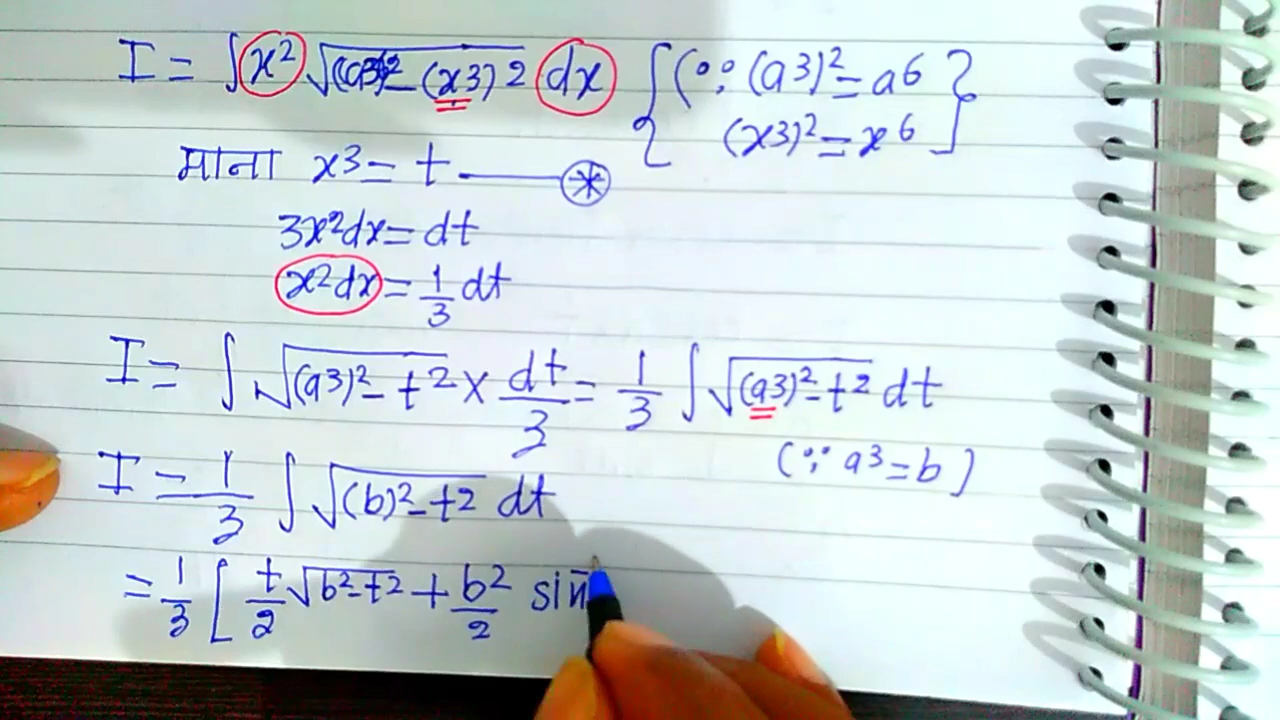 I = ∫ x² √((a3)² - (x3)2) dx { (∵ (a3)² = a6
(x3)² = x6 }
माना x3 = t —— ⊛
3x²dx = dt
x²dx = 1/3 dt
I = ∫ √((a3)² - t²) × dt/3 = 1/3 ∫ √((a3)² - t²) dt
(∵ a³ = b)
I = 1/3 ∫ √((b)² - t²) dt
= 1/3 [ t/2 √(b² - t²) + b²/2 sin⁻